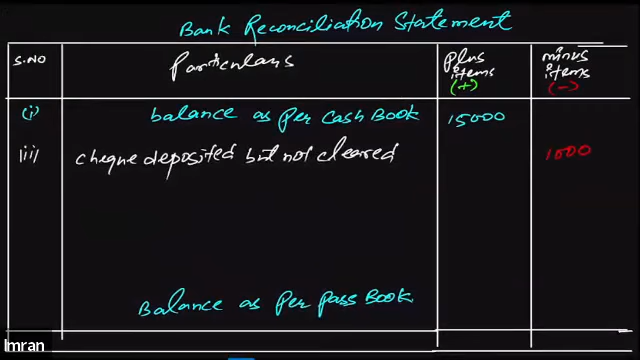 Bank Reconciliation Statement
S.NO Particulars plus items (+) minus items (-)
(i) balance as per Cash Book 15000
(ii) cheque deposited but not cleared 1000
Balance as per pass Book
Imran